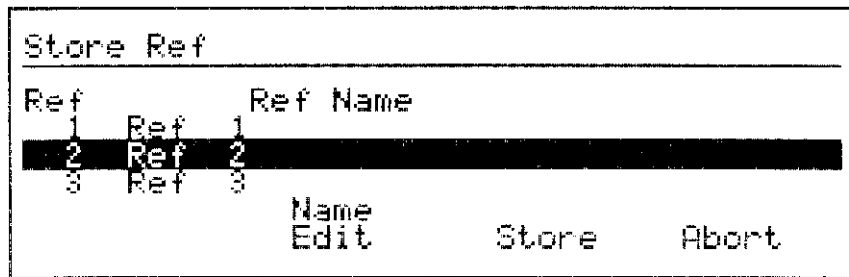 Store Ref
Ref Ref Name
1 Ref 1
2 Ref 2
3 Ref 3
Name
Edit Store Abort